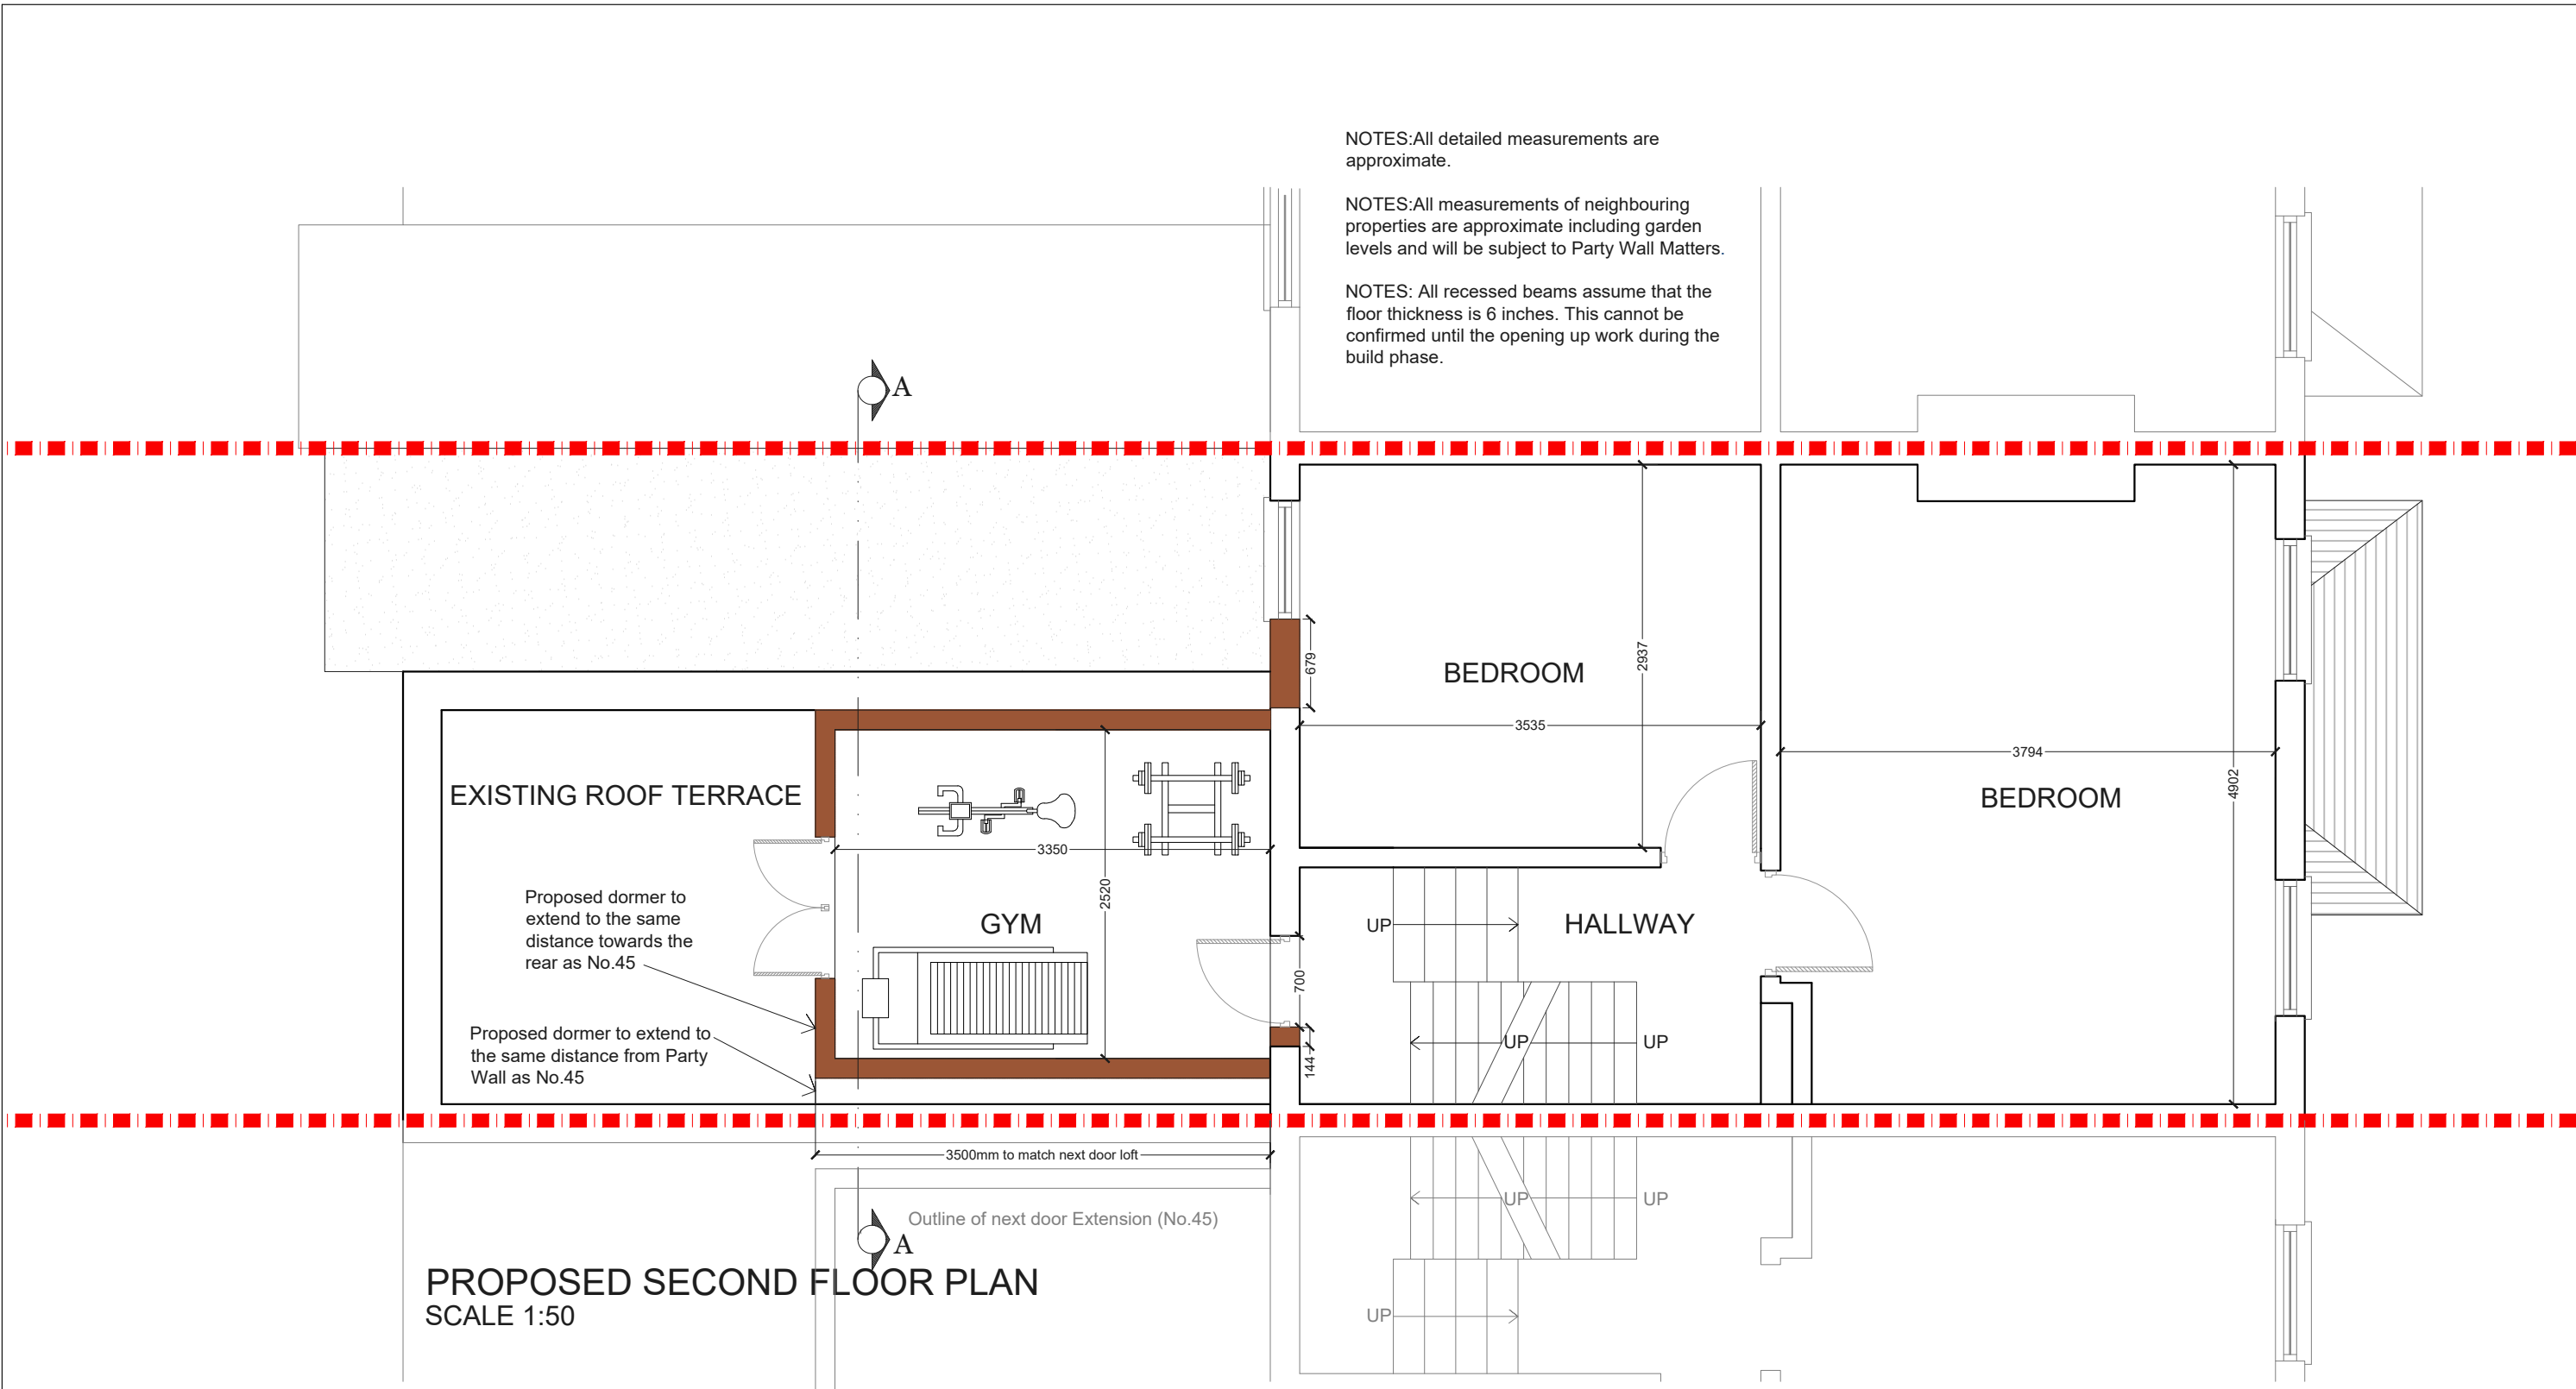 NOTES:All detailed measurements are
approximate.
NOTES:All measurements of neighbouring
properties are approximate including garden
levels and will be subject to Party Wall Matters.
NOTES: All recessed beams assume that the
floor thickness is 6 inches. This cannot be
confirmed until the opening up work during the
build phase.
A
679
BEDROOM
2937
3535
3794
BEDROOM
4902
EXISTING ROOF TERRACE
3350
2520
GYM
Proposed dormer to
extend to the same
distance towards the
rear as No.45
UP
HALLWAY
700
Proposed dormer to extend to
the same distance from Party
Wall as No.45
144
UP
UP
3500mm to match next door loft
Outline of next door Extension (No.45)
A
UP
UP
UP
PROPOSED SECOND FLOOR PLAN
SCALE 1:50